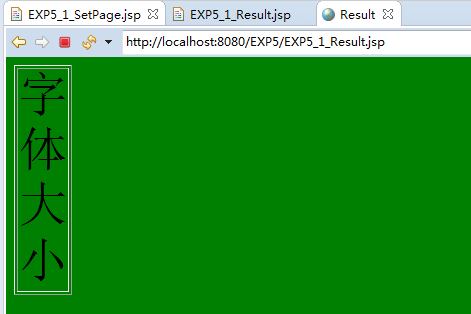 EXP5_1_SetPage.jsp
EXP5_1_Result.jsp
Result
http://localhost:8080/EXP5/EXP5_1_Result.jsp
字
体
大
小